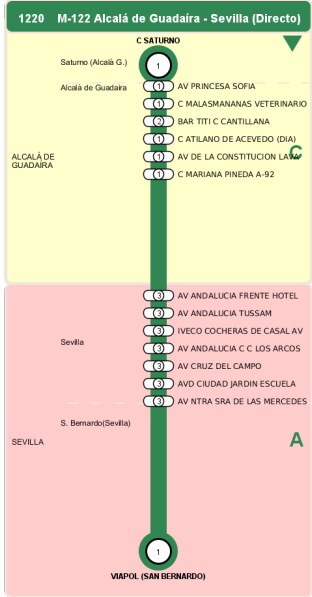 1220 M-122 Alcalá de Guadaíra - Sevilla (Directo)
C SATURNO
Saturno (Alcalá G.)
1
Alcalá de Guadaira
1 AV PRINCESA SOFIA
1 C MALASMANANAS VETERINARIO
2 BAR TITI C CANTILLANA
1 C ATILANO DE ACEVEDO (DIA)
1 AV DE LA CONSTITUCION LAVA
C
ALCALÁ DE
GUADAÍRA
1 C MARIANA PINEDA A-92
3 AV ANDALUCIA FRENTE HOTEL
3 AV ANDALUCIA TUSSAM
3 IVECO COCHERAS DE CASAL AV
Sevilla
3 AV ANDALUCIA C C LOS ARCOS
3 AV CRUZ DEL CAMPO
3 AVD CIUDAD JARDIN ESCUELA
3 AV NTRA SRA DE LAS MERCEDES
S. Bernardo(Sevilla)
SEVILLA
A
1
VIAPOL (SAN BERNARDO)